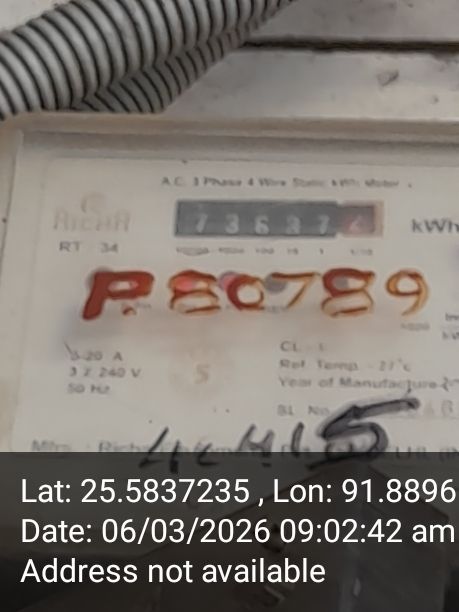 A.C. 3 Phase 4 Wire Static kWh Meter
RICHA
73637
kWh
RT 34
P.80789
5-20 A
3 X 240 V
50 Hz
CL
Ref. Temp. 27°c
Year of Manufacture
SL No.
Mfrs. Richa
Lat: 25.5837235 , Lon: 91.8896
Date: 06/03/2026 09:02:42 am
Address not available